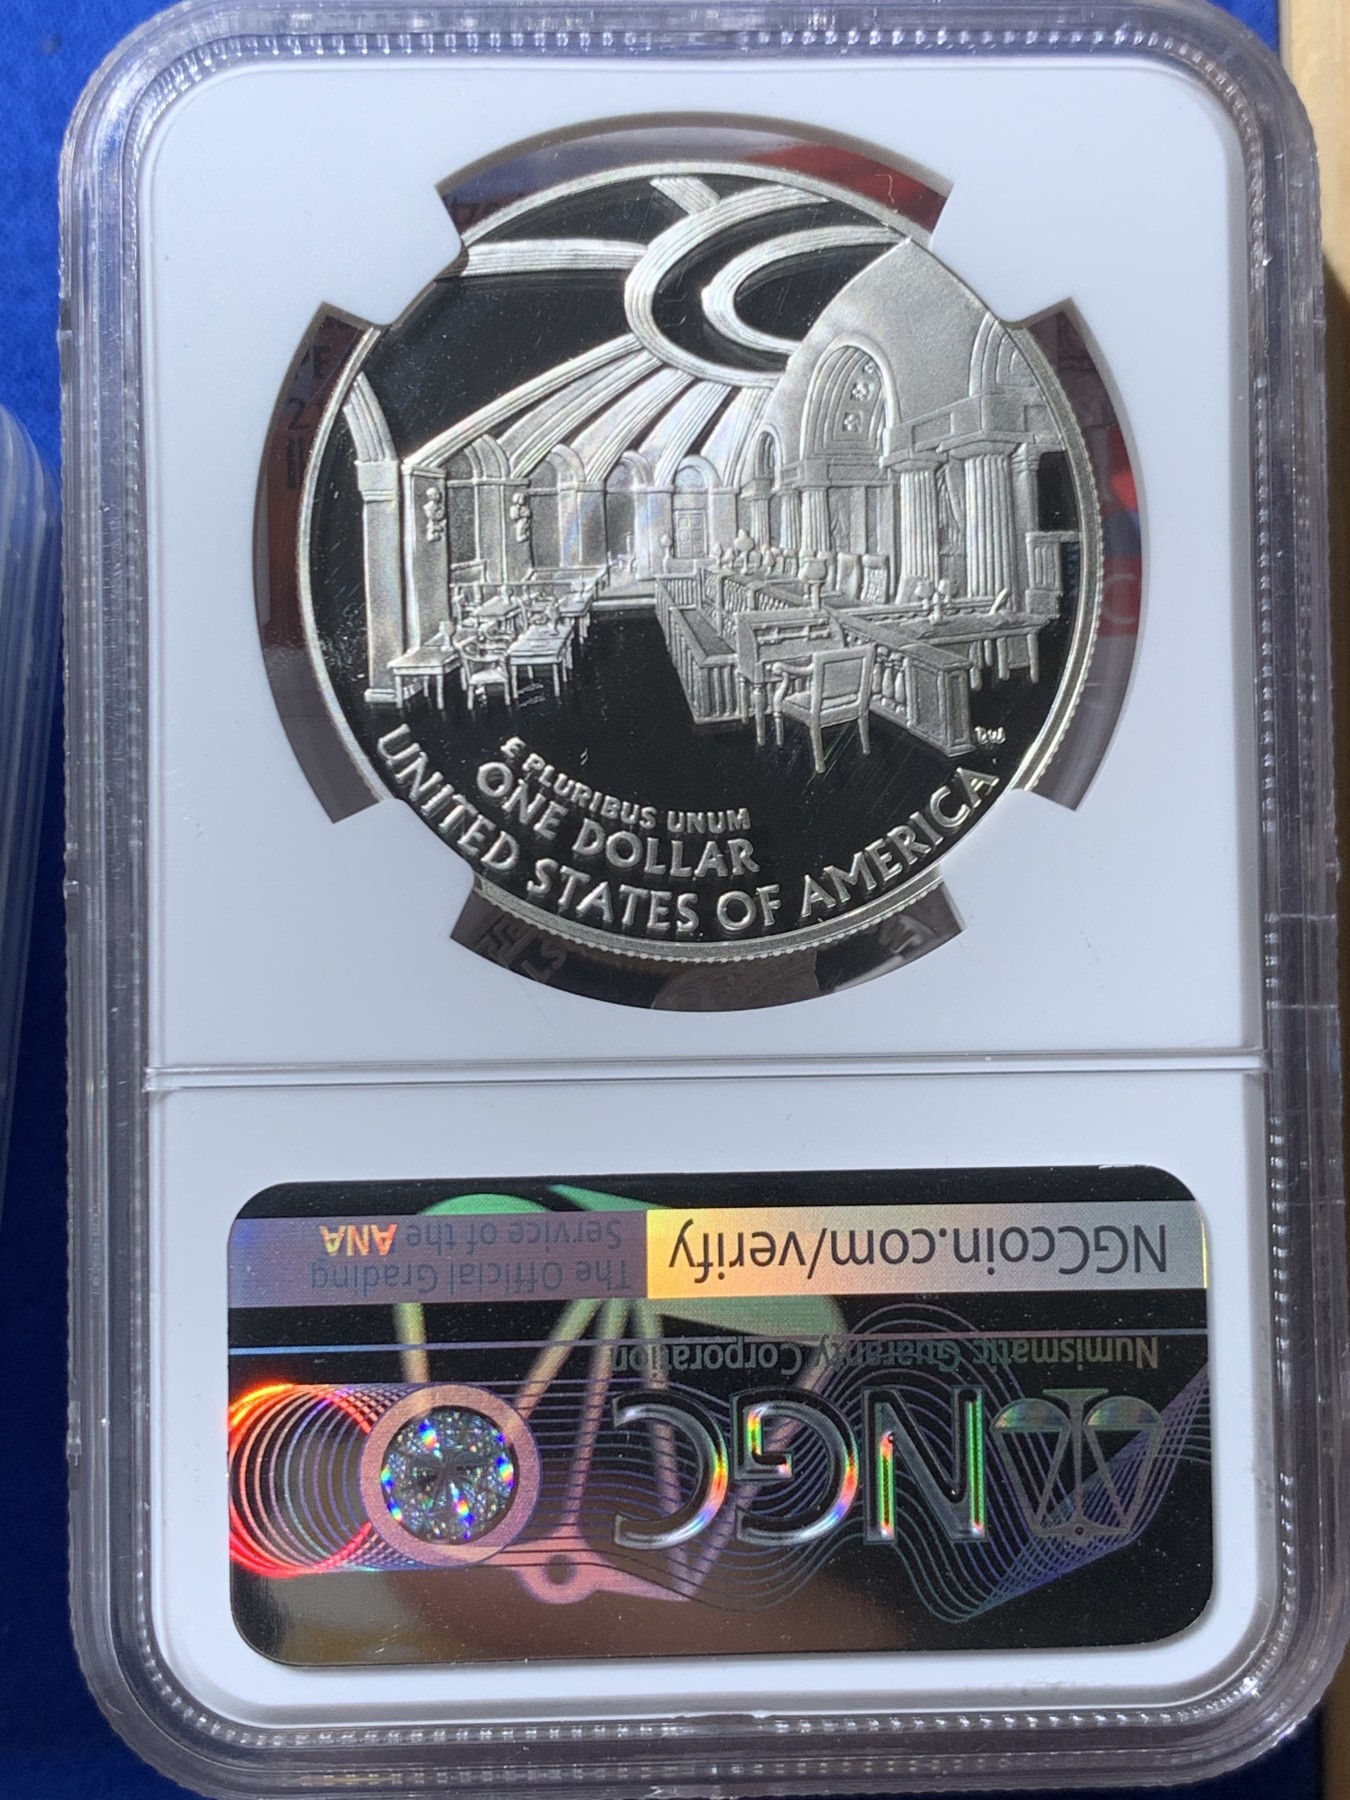 E PLURIBUS UNUM
ONE DOLLAR
UNITED STATES OF AMERICA
DW
NGCcoin.com/verify
The Official Grading
Service of the ANA
Numismatic Guaranty Corporation
NGC